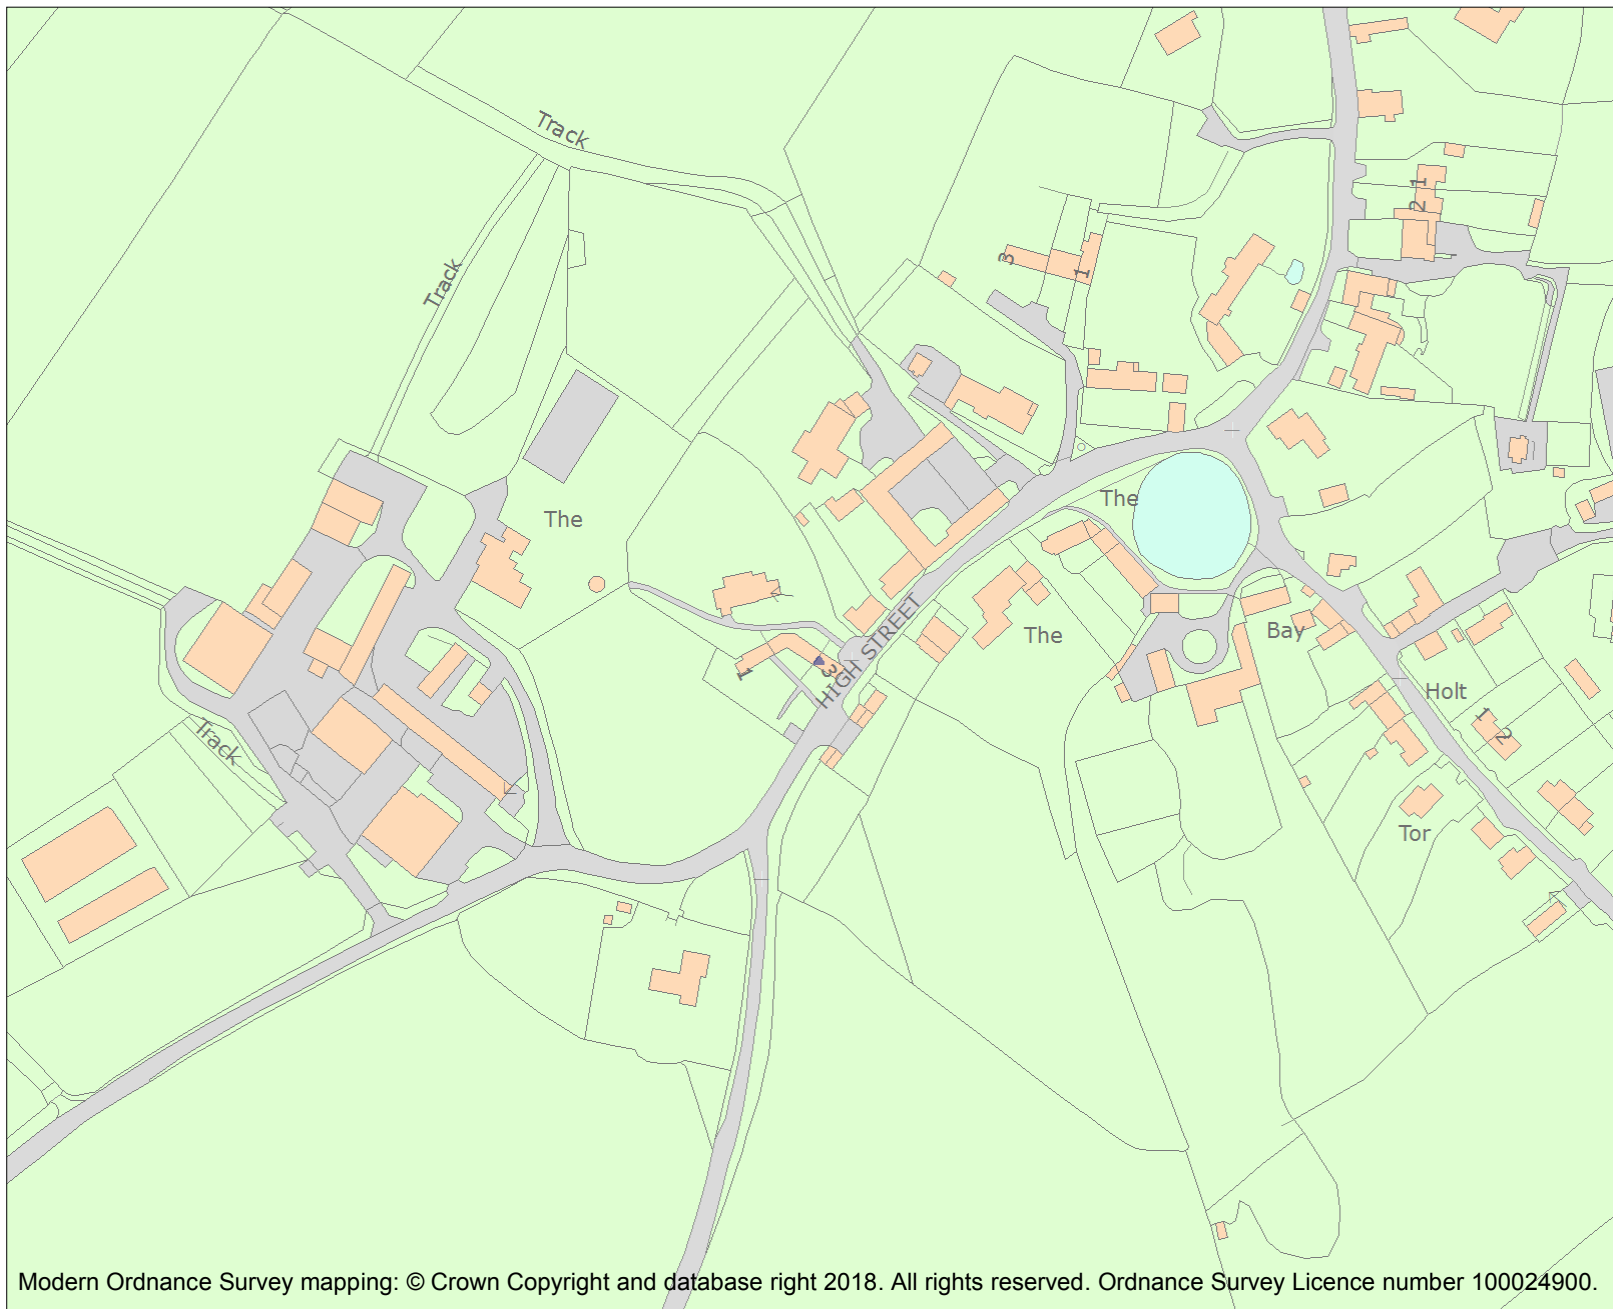 Track
1
2
Track
3
1
The
The
HIGH STREET
The
Bay
1
3
Holt
1
2
Track
Tor
Modern Ordnance Survey mapping: © Crown Copyright and database right 2018. All rights reserved. Ordnance Survey Licence number 100024900.